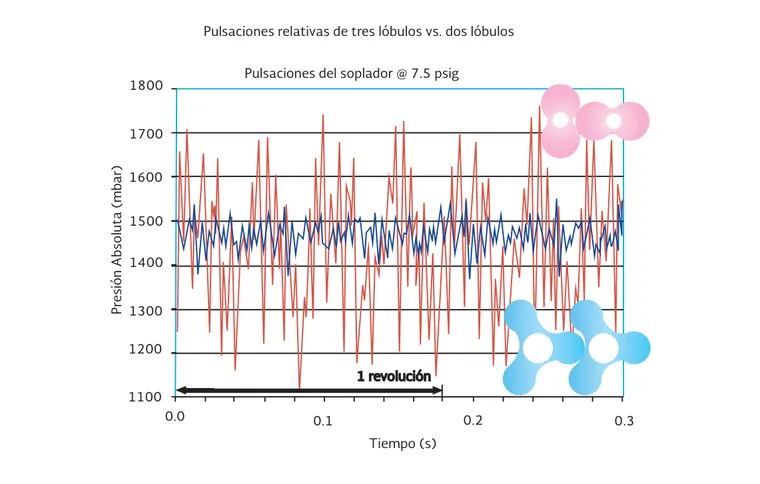 Pulsaciones relativas de tres lóbulos vs. dos lóbulos
Pulsaciones del soplador @ 7.5 psig
Presión Absoluta (mbar)
1800
1700
1600
1500
1400
1300
1200
1100
1 revolución
0.0
0.1
0.2
0.3
Tiempo (s)